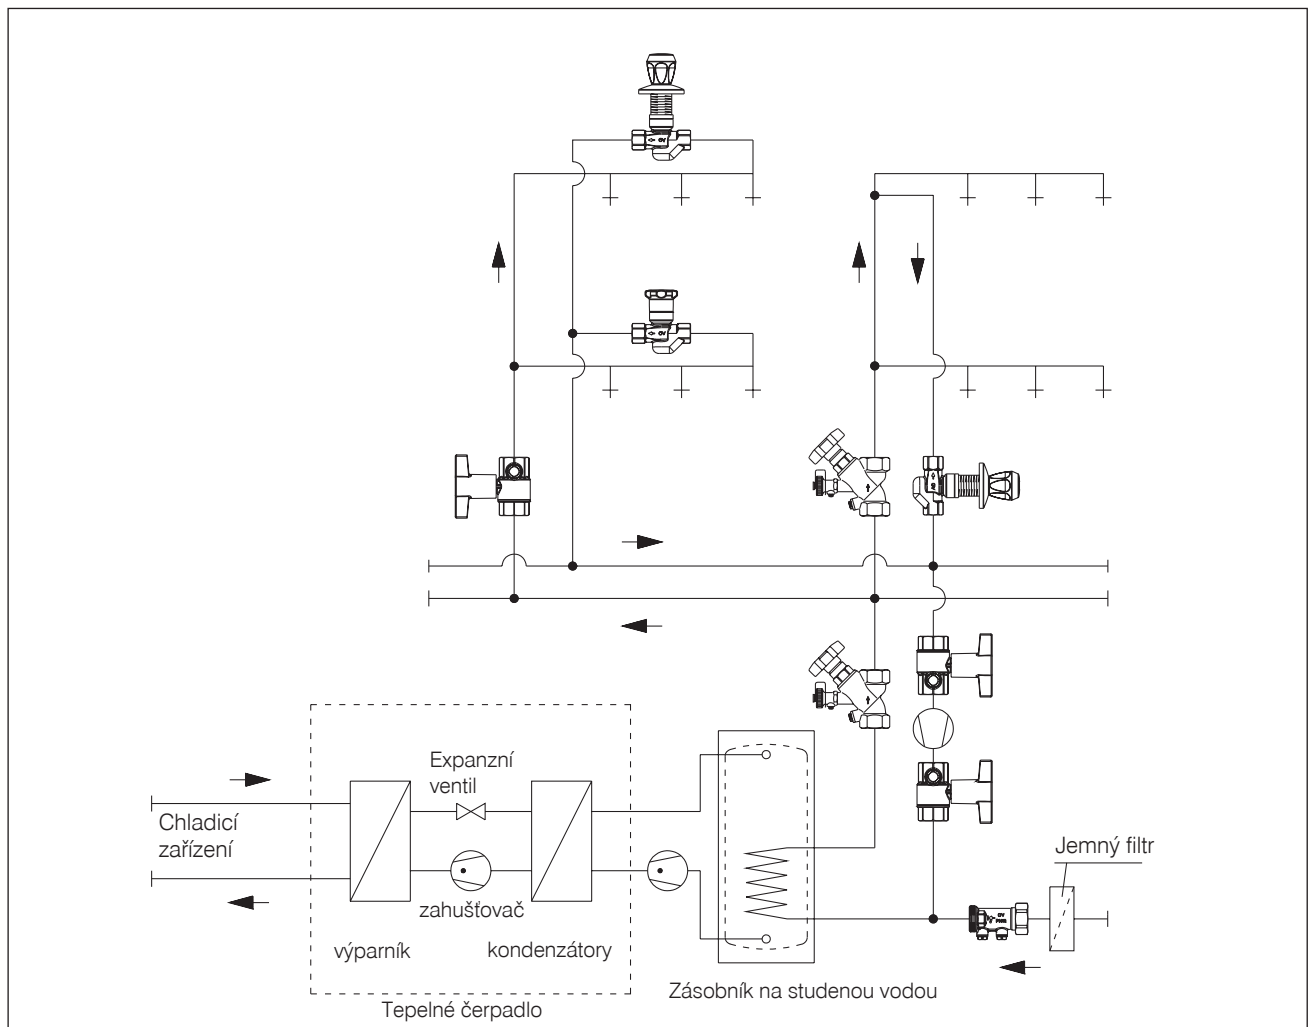 Expanzní
ventil
Chladicí
zařízení
zahušťovač
výparník
kondenzátory
Tepelné čerpadlo
Zásobník na studenou vodou
Jemný filtr